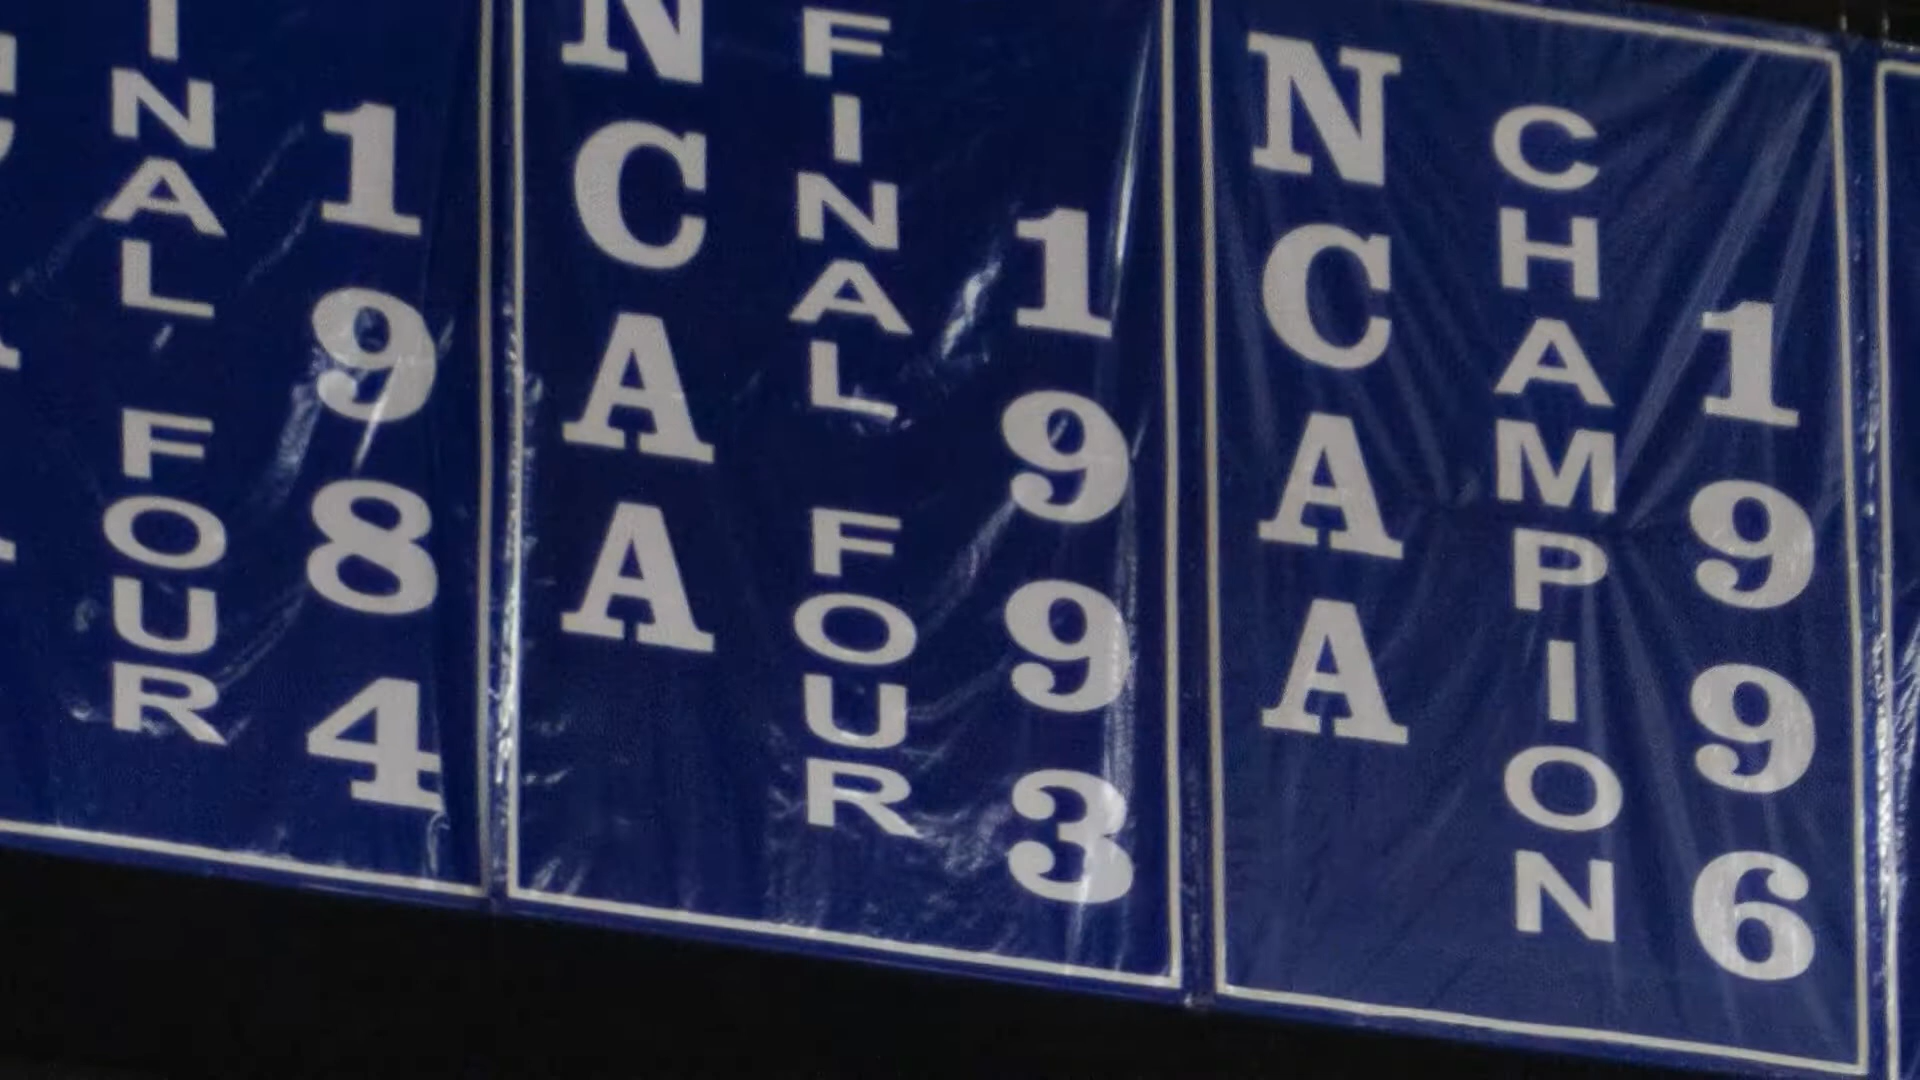 FINAL FOUR
1984
NCAA
FINAL FOUR
1993
NCAA
CHAMPION
1996